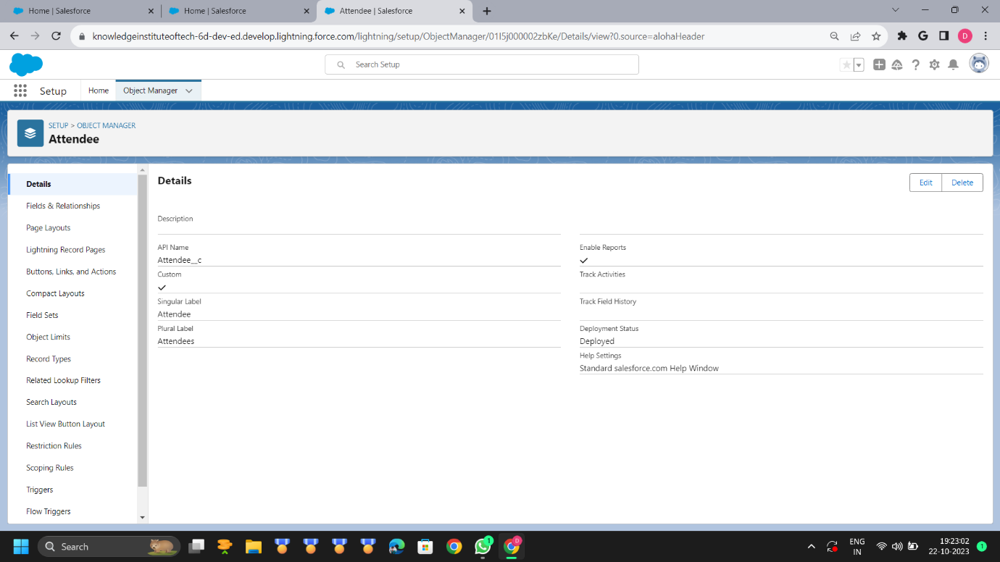 Home | Salesforce
Home | Salesforce
Attendee | Salesforce
knowledgeinstituteoftech-6d-dev-ed.develop.lightning.force.com/lightning/setup/ObjectManager/01I5j000002zbKe/Details/view?0.source=alohaHeader
G
D
Search Setup
Setup
Home
Object Manager
SETUP > OBJECT MANAGER
Attendee
Details
Fields & Relationships
Page Layouts
Lightning Record Pages
Buttons, Links, and Actions
Compact Layouts
Field Sets
Object Limits
Record Types
Related Lookup Filters
Search Layouts
List View Button Layout
Restriction Rules
Scoping Rules
Triggers
Flow Triggers
Details
Edit
Delete
Description
API Name
Attendee__c
Custom
Singular Label
Attendee
Plural Label
Attendees
Enable Reports
Track Activities
Track Field History
Deployment Status
Deployed
Help Settings
Standard salesforce.com Help Window
Search
1
D
ENG
IN
19:23:02
22-10-2023
1